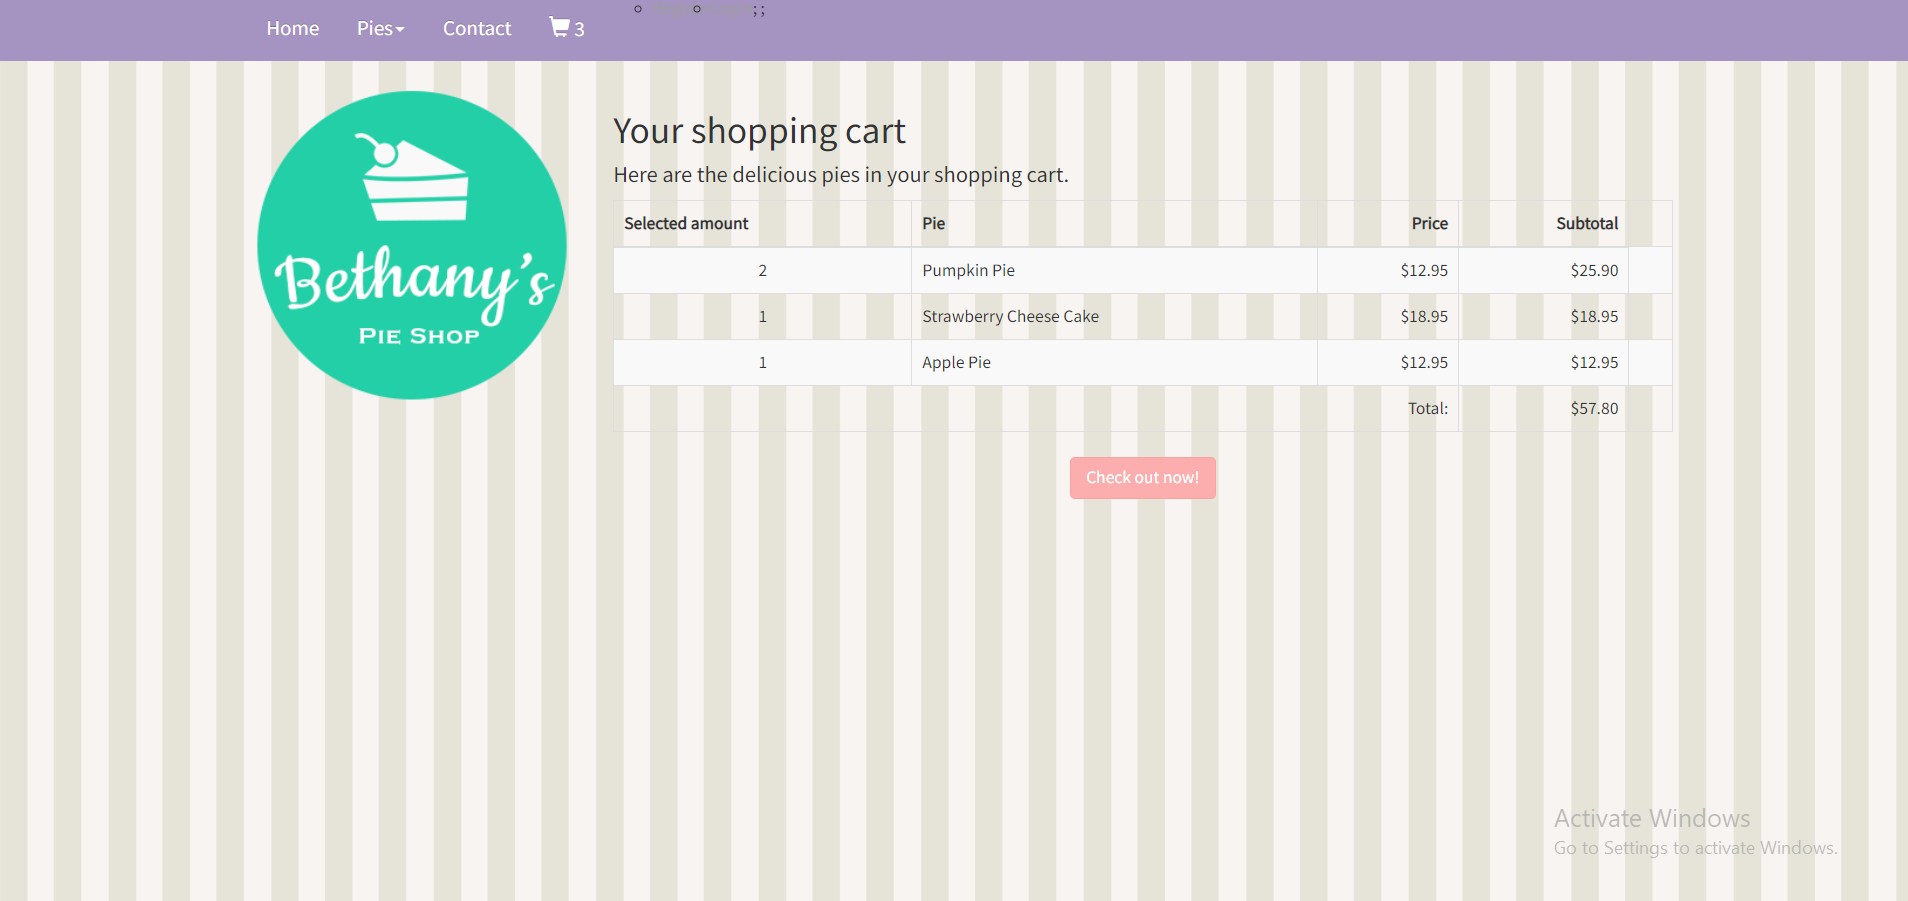 Home Pies Contact 3
; ;
Bethany's
PIE SHOP
Your shopping cart
Here are the delicious pies in your shopping cart.
Selected amount Pie Price Subtotal
2 Pumpkin Pie $12.95 $25.90
1 Strawberry Cheese Cake $18.95 $18.95
1 Apple Pie $12.95 $12.95
Total: $57.80
Check out now!
Activate Windows
Go to Settings to activate Windows.